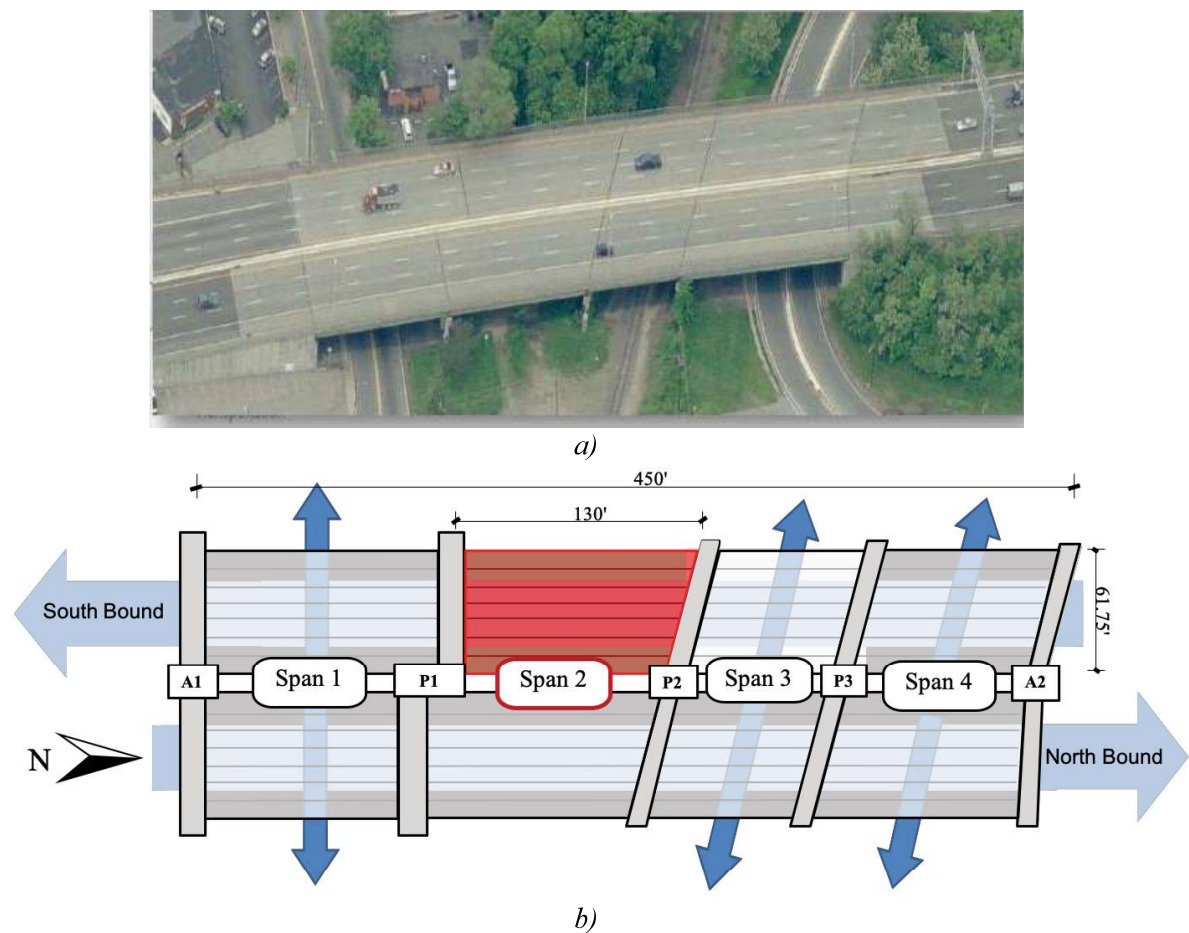 a)
450'
130'
61.75'
South Bound
A1
Span 1
P1
Span 2
P2
Span 3
P3
Span 4
A2
N
North Bound
b)